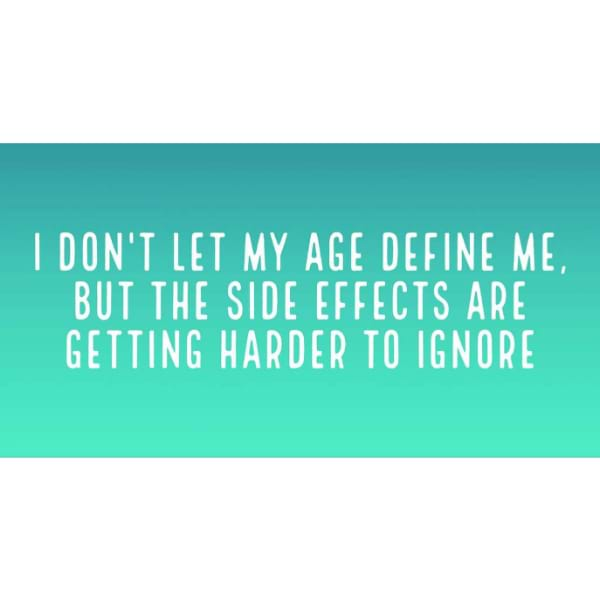 I DON'T LET MY AGE DEFINE ME,
BUT THE SIDE EFFECTS ARE
GETTING HARDER TO IGNORE